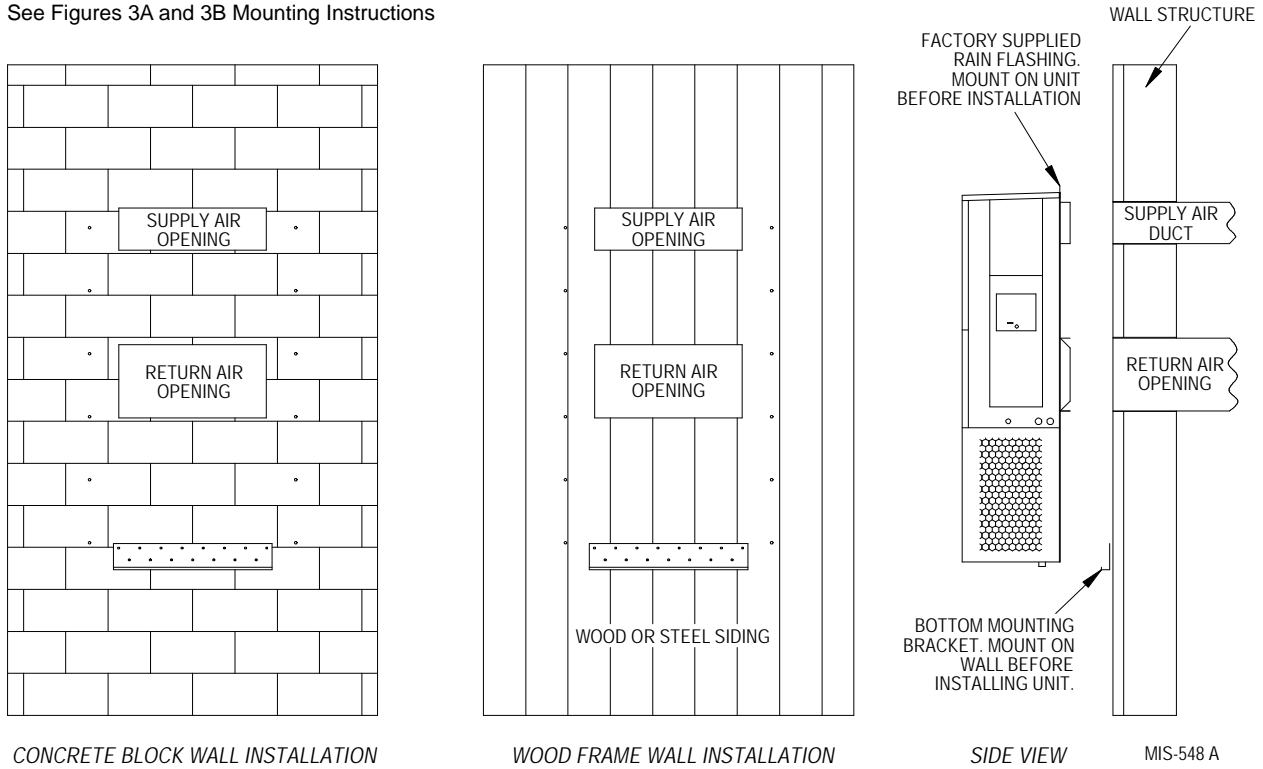 See Figures 3A and 3B Mounting Instructions
WALL STRUCTURE
FACTORY SUPPLIED
RAIN FLASHING.
MOUNT ON UNIT
BEFORE INSTALLATION
SUPPLY AIR
OPENING
SUPPLY AIR
OPENING
SUPPLY AIR
DUCT
RETURN AIR
OPENING
RETURN AIR
OPENING
RETURN AIR
OPENING
WOOD OR STEEL SIDING
BOTTOM MOUNTING
BRACKET. MOUNT ON
WALL BEFORE
INSTALLING UNIT.
CONCRETE BLOCK WALL INSTALLATION
WOOD FRAME WALL INSTALLATION
SIDE VIEW
MIS-548 A